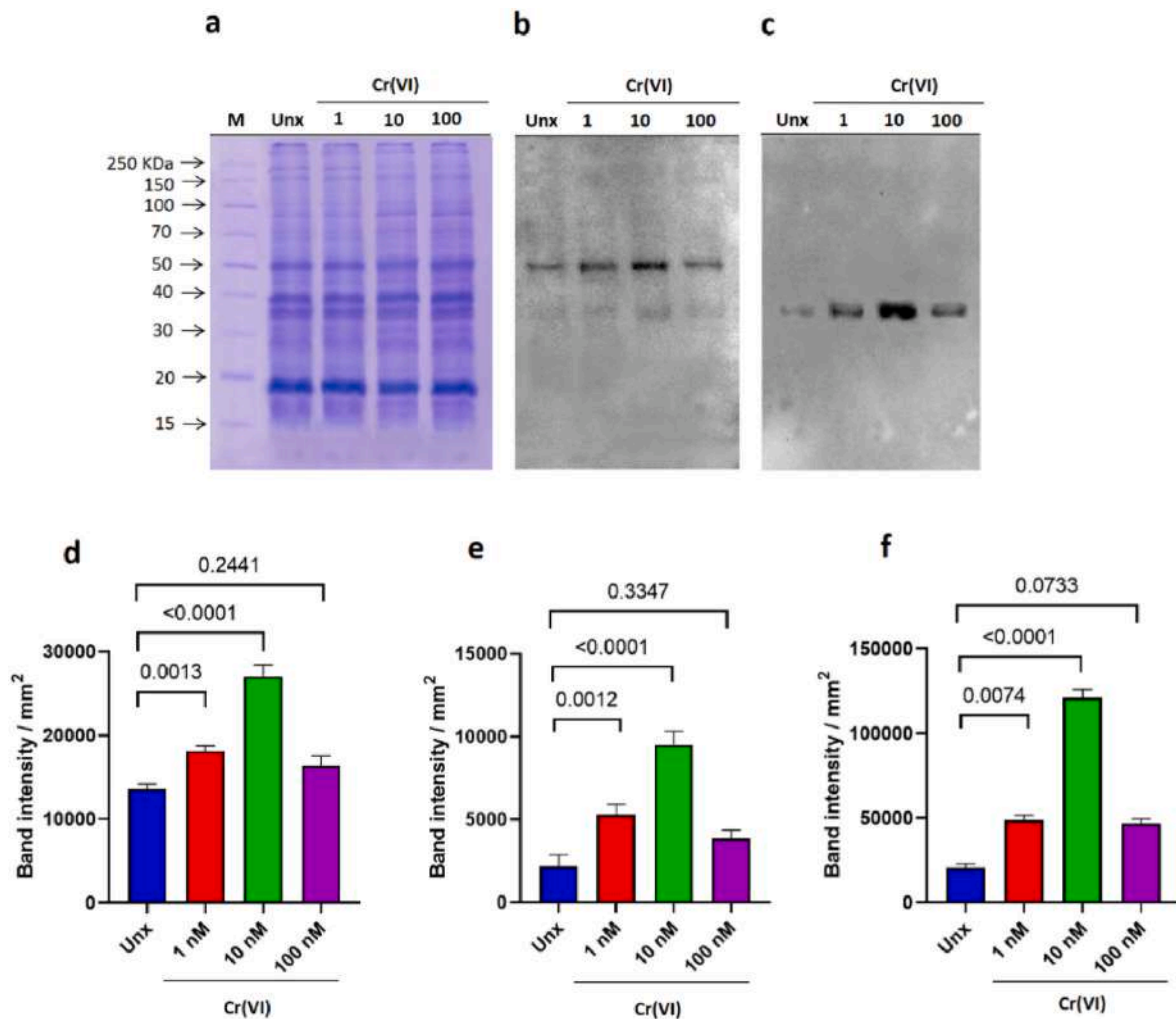 a
b
c
Cr(VI)
Cr(VI)
Cr(VI)
M Unx 1 10 100
Unx 1 10 100
Unx 1 10 100
250 KDa
150
100
70
50
40
30
20
15
d
e
f
0.2441
<0.0001
0.0013
30000
20000
10000
0
Band intensity / mm²
Unx
1 nM
10 nM
100 nM
Cr(VI)
0.3347
<0.0001
0.0012
15000
10000
5000
0
Band intensity / mm²
Unx
1 nM
10 nM
100 nM
Cr(VI)
0.0733
<0.0001
0.0074
150000
100000
50000
0
Band intensity / mm²
Unx
1 nM
10 nM
100 nM
Cr(VI)